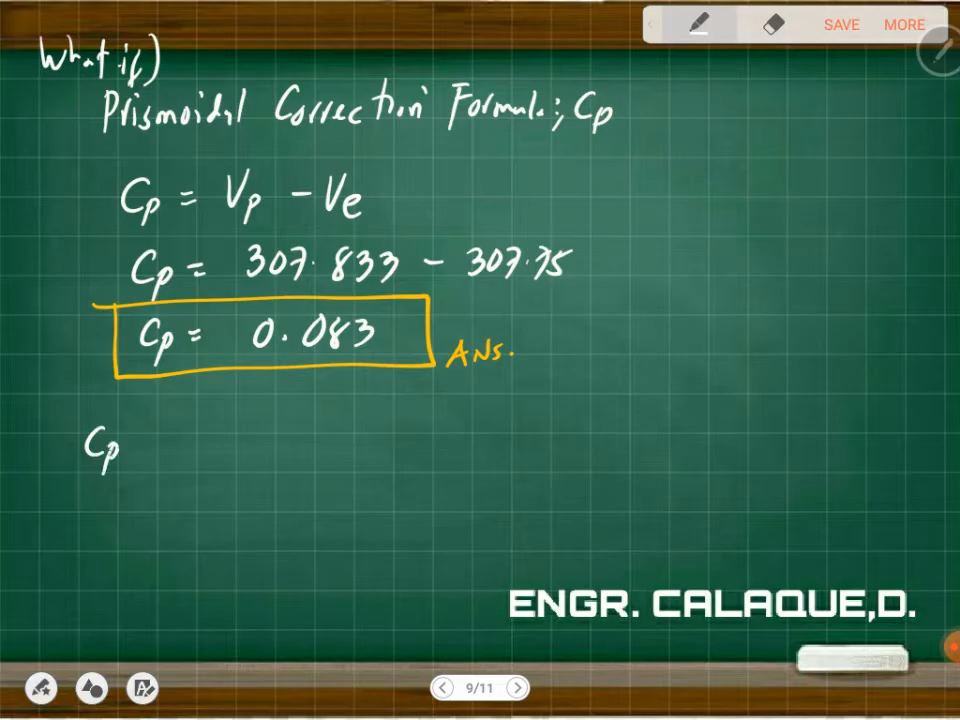 SAVE MORE
What if)
Prismoidal Correction Formula; Cp
Cp = Vp - Ve
Cp = 307.833 - 307.75
Cp = 0.083
Ans.
Cp
ENGR. CALAQUE,D.
9/11